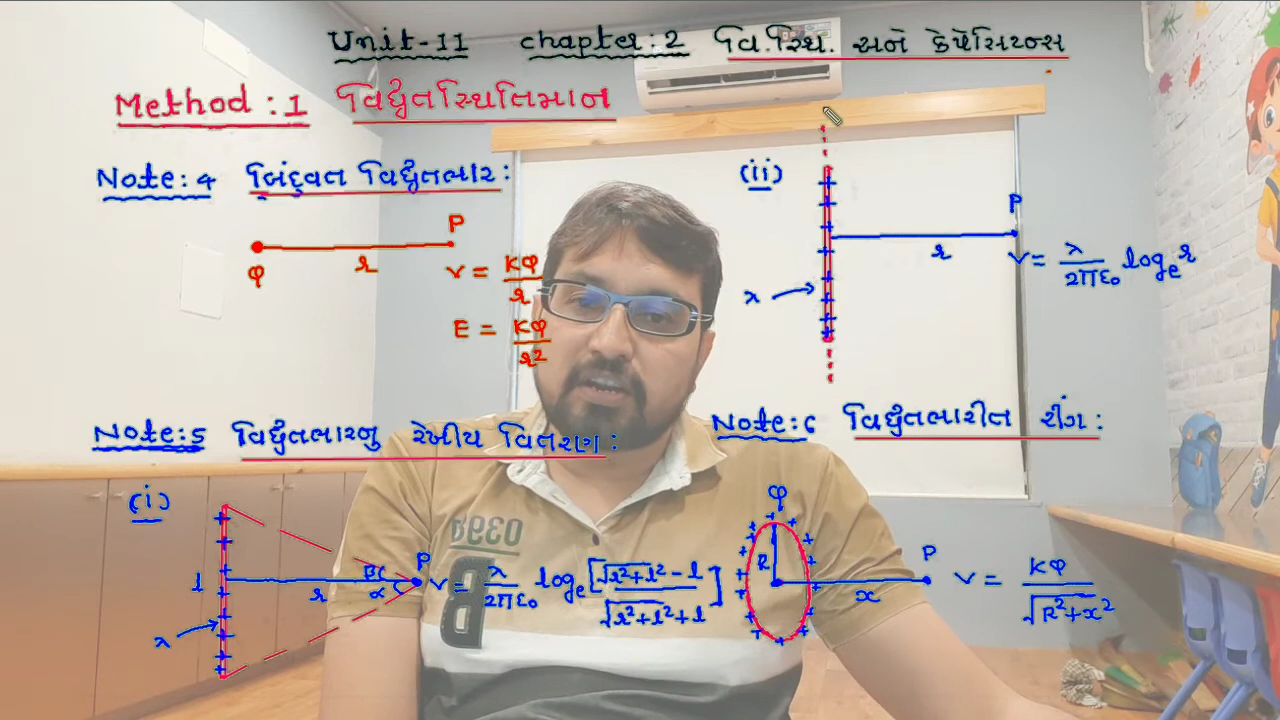 Unit-11 chapter:2 વિ.સ્થિ. અને કેપેસિટન્સ
Method:1 વિદ્યુતસ્થિતિમાન
Note:4 બિંદુવત વિદ્યુતભાર:
Q r P
V = KQ/r
E = KQ/r²
(ii)
λ r P
V = λ/2πε₀ logₑ r
Note:5 વિદ્યુતભારનુ રેખીય વિતરણ:
(i)
l λ r β α P
V = λ/2πε₀ logₑ [√r²+l² - l / √r²+l² + l]
Note:6 વિદ્યુતભારીત રીંગ:
Q R x P
V = KQ/√R²+x²